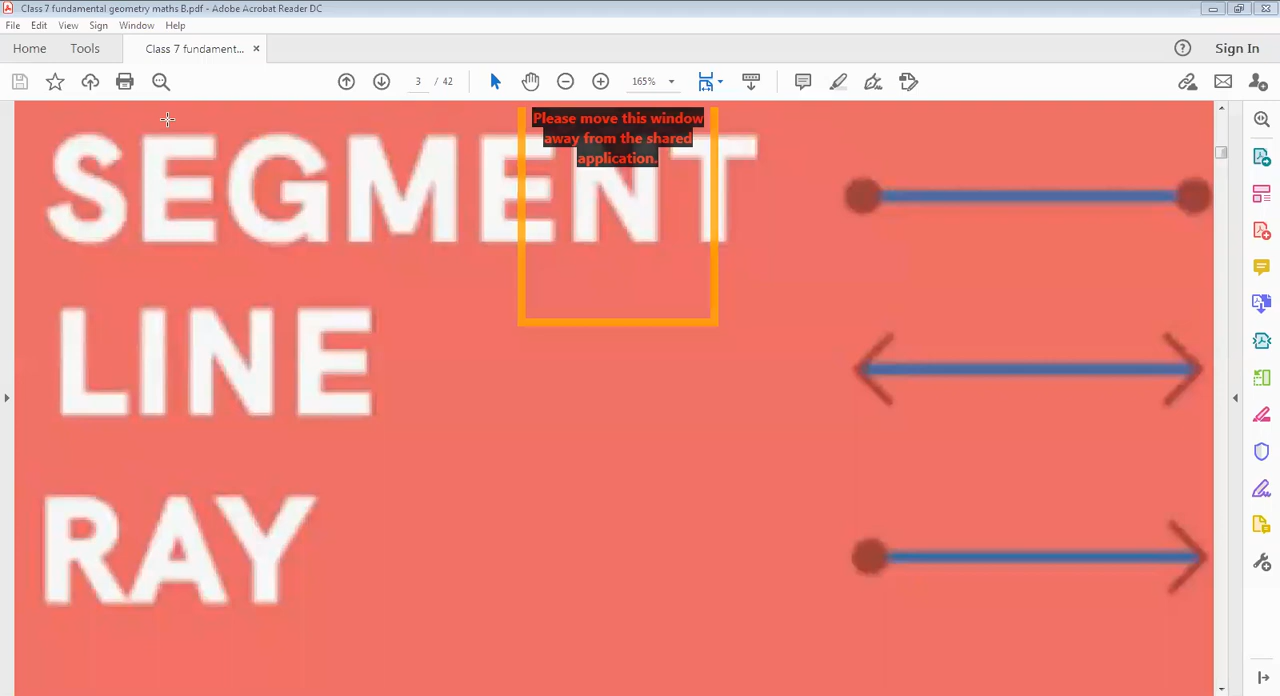 Class 7 fundamental geometry maths B.pdf - Adobe Acrobat Reader DC
File Edit View Sign Window Help
Home Tools Class 7 fundament... × Sign In
3 / 42 165%
Please move this window
away from the shared
application.
SEGMENT
LINE
RAY